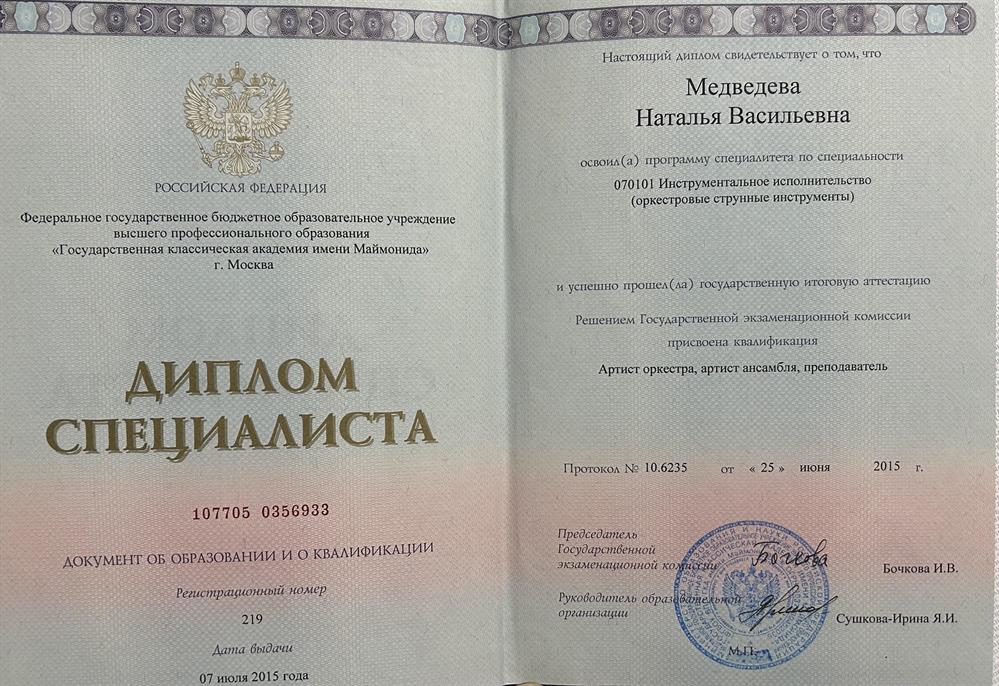 РОССИЙСКАЯ ФЕДЕРАЦИЯ
Федеральное государственное бюджетное образовательное учреждение
высшего профессионального образования
«Государственная классическая академия имени Маймонида»
г. Москва
ДИПЛОМ
СПЕЦИАЛИСТА
107705 0356933
ДОКУМЕНТ ОБ ОБРАЗОВАНИИ И О КВАЛИФИКАЦИИ
Регистрационный номер
219
Дата выдачи
07 июля 2015 года
Настоящий диплом свидетельствует о том, что
Медведева
Наталья Васильевна
освоил(а) программу специалитета по специальности
070101 Инструментальное исполнительство
(оркестровые струнные инструменты)
и успешно прошел(ла) государственную итоговую аттестацию
Решением Государственной экзаменационной комиссии
присвоена квалификация
Артист оркестра, артист ансамбля, преподаватель
Протокол № 10.6235 от « 25 » июня 2015 г.
Председатель
Государственной
экзаменационной комиссии
Бочкова
Бочкова И.В.
Руководитель образовательной
организации
Сушкова-Ирина Я.И.
М.П.